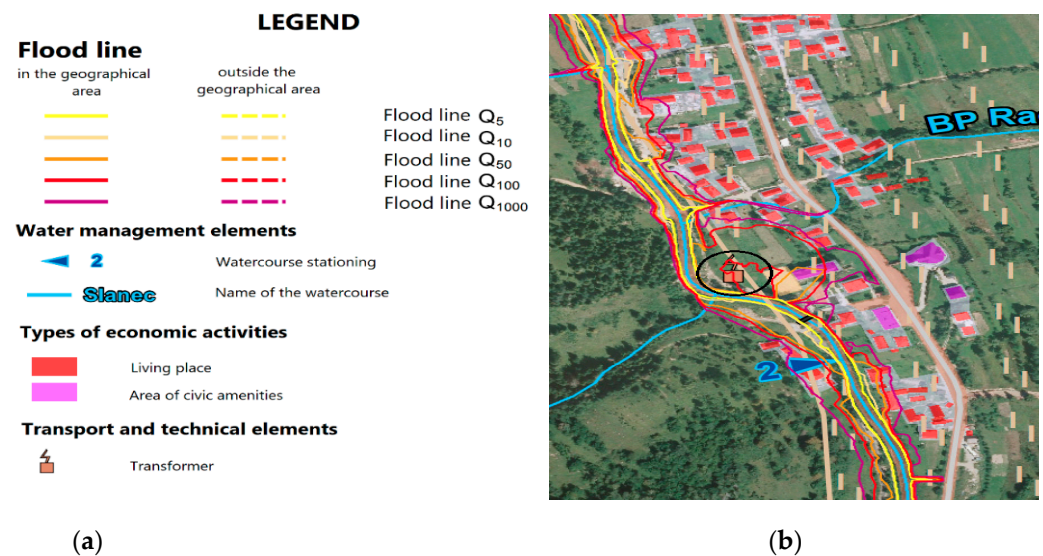 LEGEND
Flood line
in the geographical
area
outside the
geographical area
Flood line Q5
Flood line Q10
Flood line Q50
Flood line Q100
Flood line Q1000
Water management elements
2
Watercourse stationing
Slanec
Name of the watercourse
Types of economic activities
Living place
Area of civic amenities
Transport and technical elements
Transformer
BP Ra
2
(a)
(b)